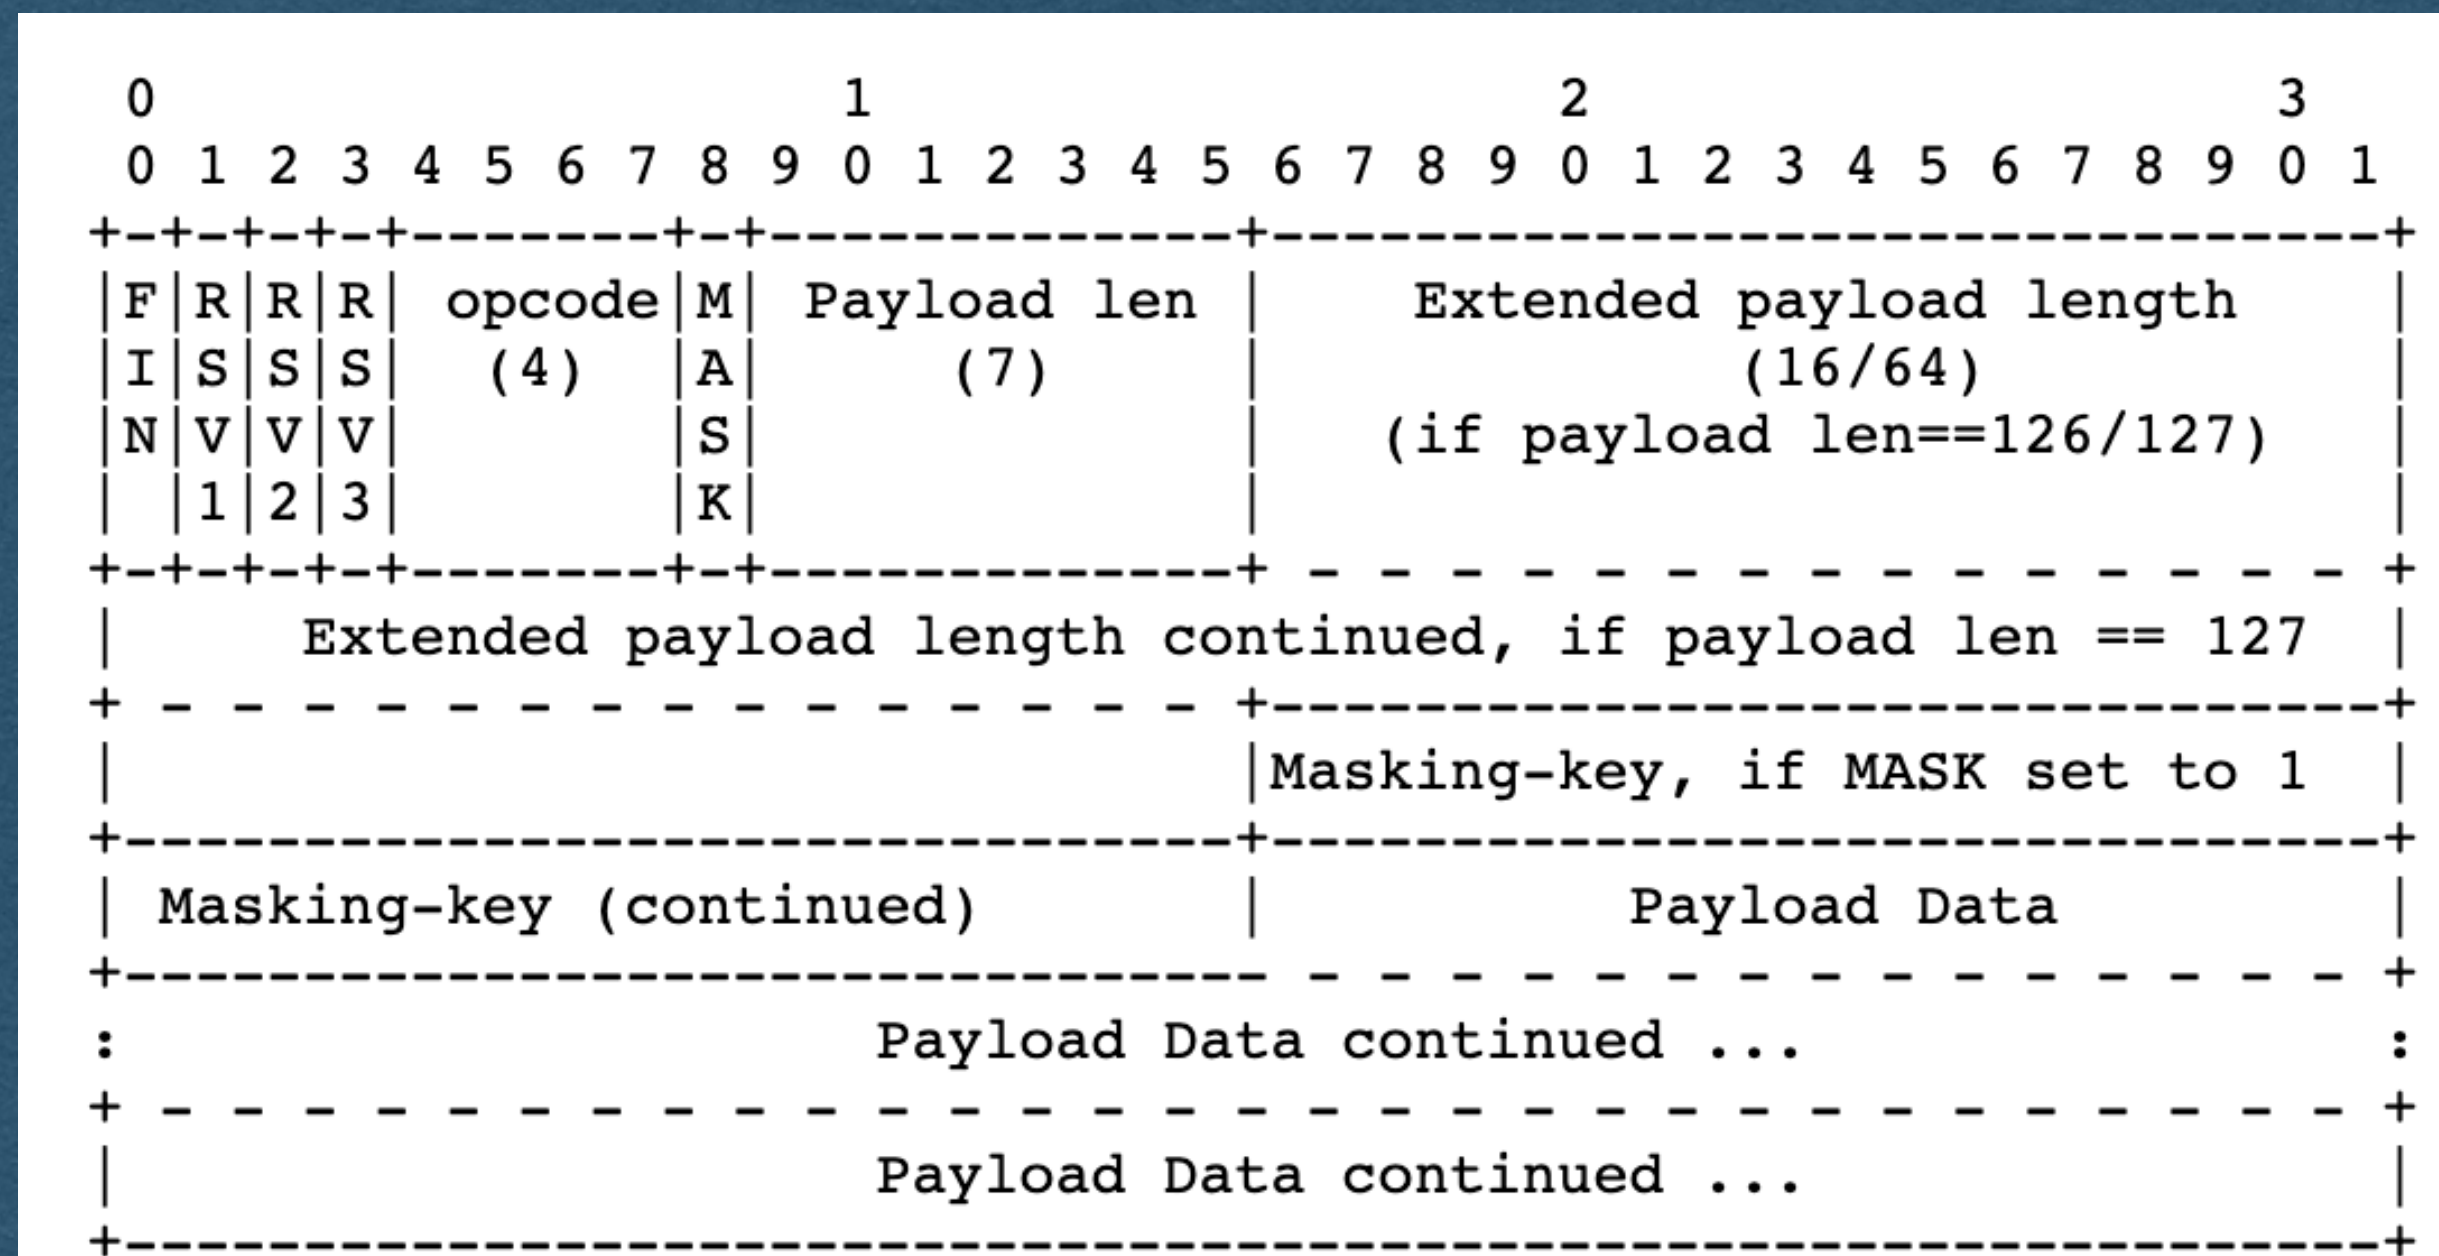 0                   1                   2                   3
 0 1 2 3 4 5 6 7 8 9 0 1 2 3 4 5 6 7 8 9 0 1 2 3 4 5 6 7 8 9 0 1
+-+-+-+-+-------+-+-------------+-------------------------------+
|F|R|R|R| opcode|M| Payload len |    Extended payload length    |
|I|S|S|S|  (4)  |A|     (7)     |             (16/64)           |
|N|V|V|V|       |S|             |   (if payload len==126/127)   |
| |1|2|3|       |K|             |                               |
+-+-+-+-+-------+-+-------------+ - - - - - - - - - - - - - - - +
|     Extended payload length continued, if payload len == 127  |
+ - - - - - - - - - - - - - - - +-------------------------------+
|                               |Masking-key, if MASK set to 1  |
+-------------------------------+-------------------------------+
| Masking-key (continued)       |          Payload Data         |
+-------------------------------- - - - - - - - - - - - - - - - +
:                     Payload Data continued ...                :
+ - - - - - - - - - - - - - - - - - - - - - - - - - - - - - - - +
|                     Payload Data continued ...                |
+---------------------------------------------------------------+